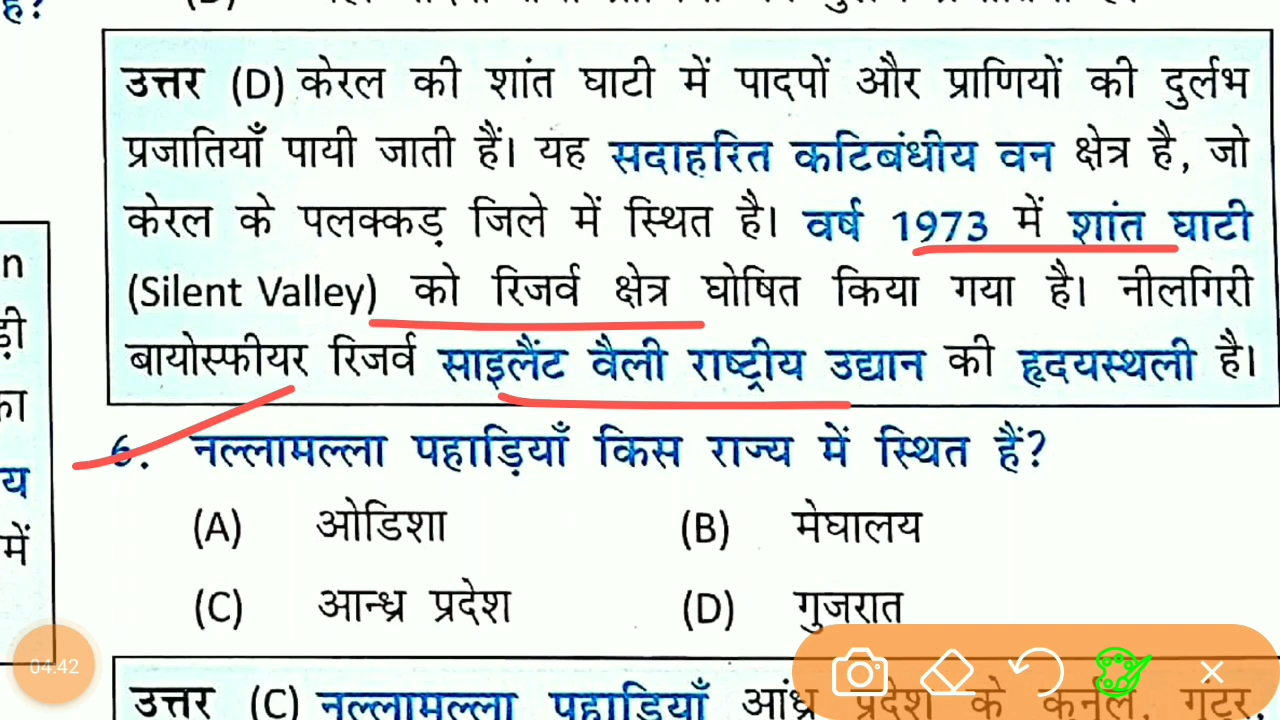 है?
(D)
उत्तर (D) केरल की शांत घाटी में पादपों और प्राणियों की दुर्लभ
प्रजातियाँ पायी जाती हैं। यह सदाहरित कटिबंधीय वन क्षेत्र है, जो
केरल के पलक्कड़ जिले में स्थित है। वर्ष 1973 में शांत घाटी
(Silent Valley) को रिजर्व क्षेत्र घोषित किया गया है। नीलगिरी
बायोस्फीयर रिजर्व साइलैंट वैली राष्ट्रीय उद्यान की हृदयस्थली है।
n
ड़ी
का
य
में
6. नल्लामल्ला पहाड़ियाँ किस राज्य में स्थित हैं?
(A) ओडिशा (B) मेघालय
(C) आन्ध्र प्रदेश (D) गुजरात
04:42
उत्तर (C) नल्लामल्ला पहाड़ियाँ आंध्र प्रदेश के कर्नूल, गुंटूर,